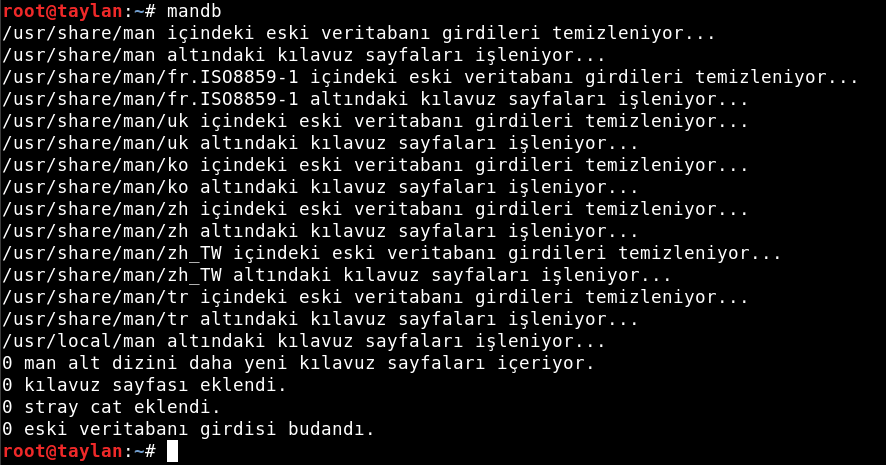 root@taylan:~# mandb
/usr/share/man içindeki eski veritabanı girdileri temizleniyor...
/usr/share/man altındaki kılavuz sayfaları işleniyor...
/usr/share/man/fr.ISO8859-1 içindeki eski veritabanı girdileri temizleniyor...
/usr/share/man/fr.ISO8859-1 altındaki kılavuz sayfaları işleniyor...
/usr/share/man/uk içindeki eski veritabanı girdileri temizleniyor...
/usr/share/man/uk altındaki kılavuz sayfaları işleniyor...
/usr/share/man/ko içindeki eski veritabanı girdileri temizleniyor...
/usr/share/man/ko altındaki kılavuz sayfaları işleniyor...
/usr/share/man/zh içindeki eski veritabanı girdileri temizleniyor...
/usr/share/man/zh altındaki kılavuz sayfaları işleniyor...
/usr/share/man/zh_TW içindeki eski veritabanı girdileri temizleniyor...
/usr/share/man/zh_TW altındaki kılavuz sayfaları işleniyor...
/usr/share/man/tr içindeki eski veritabanı girdileri temizleniyor...
/usr/share/man/tr altındaki kılavuz sayfaları işleniyor...
/usr/local/man altındaki kılavuz sayfaları işleniyor...
0 man alt dizini daha yeni kılavuz sayfaları içeriyor.
0 kılavuz sayfası eklendi.
0 stray cat eklendi.
0 eski veritabanı girdisi budandı.
root@taylan:~#